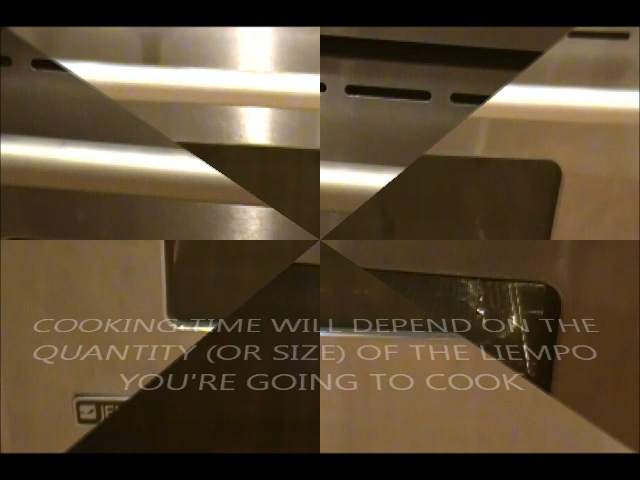 COOKING TIME WILL DEPEND ON THE
QUANTITY (OR SIZE) OF THE LIEMPO
YOU'RE GOING TO COOK